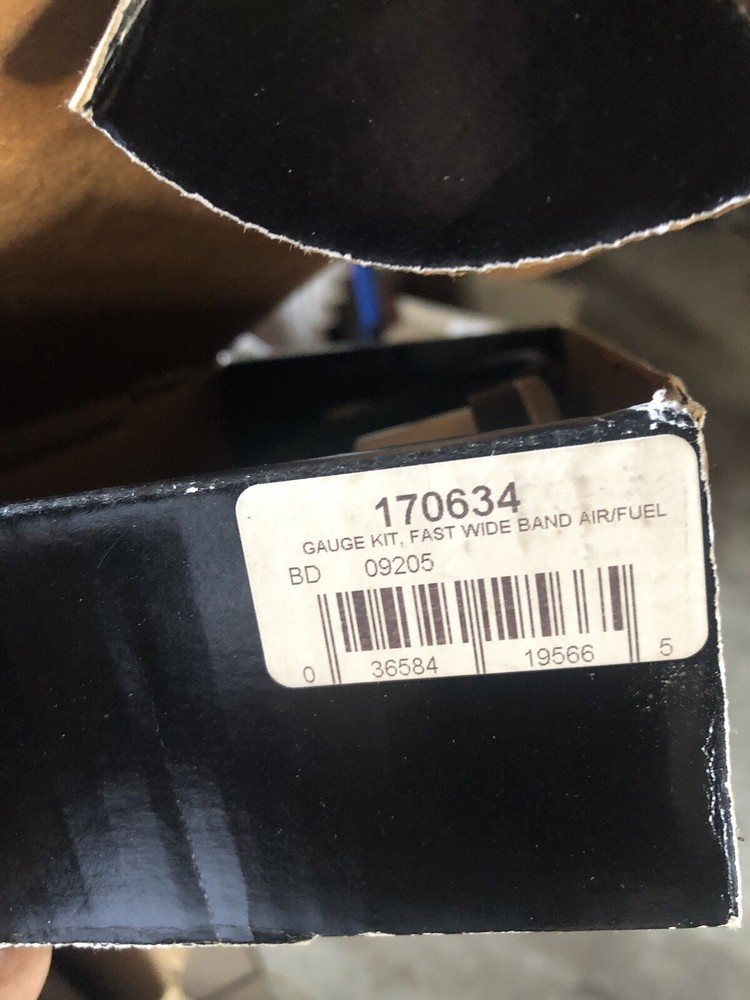 170634
GAUGE KIT, FAST WIDE BAND AIR/FUEL
BD 09205
0 36584 19566 5